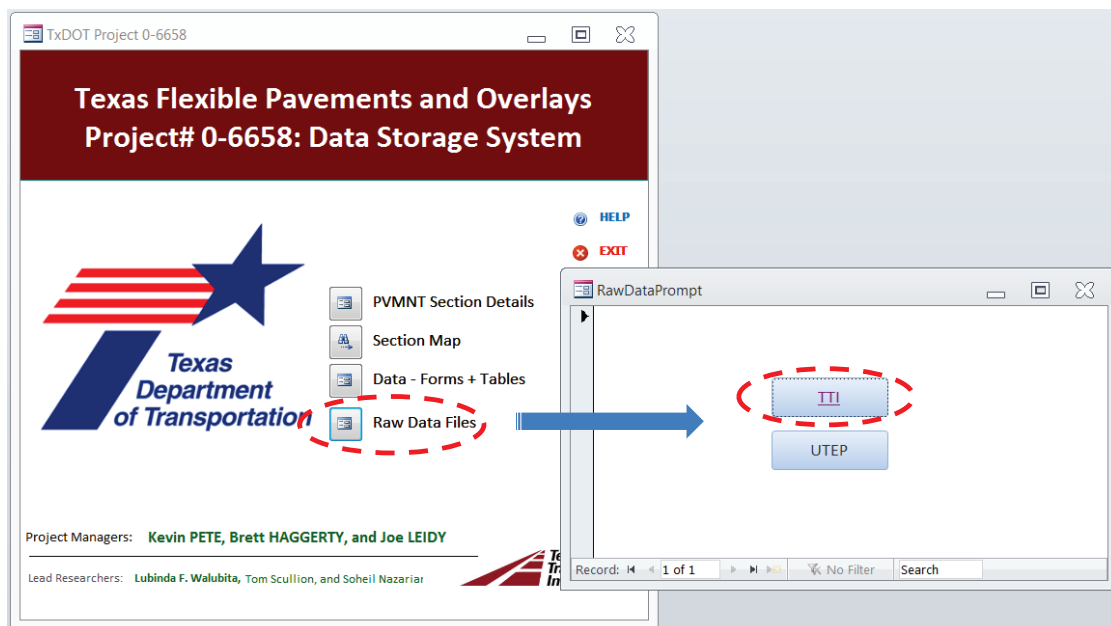 TxDOT Project 0-6658
Texas Flexible Pavements and Overlays
Project# 0-6658: Data Storage System
HELP
EXIT
Texas
Department
of Transportation
PVMNT Section Details
Section Map
Data - Forms + Tables
Raw Data Files
Project Managers: Kevin PETE, Brett HAGGERTY, and Joe LEIDY
Lead Researchers: Lubinda F. Walubita, Tom Scullion, and Soheil Nazarian
RawDataPrompt
TTI
UTEP
Record: 1 of 1 No Filter Search